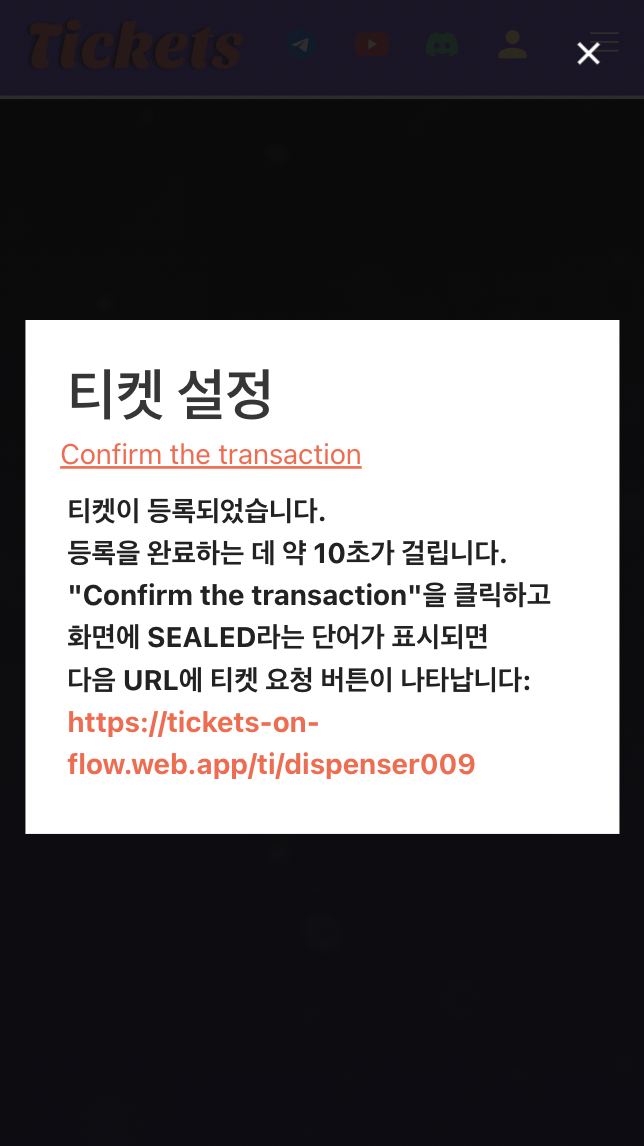 Tickets
티켓 설정
Confirm the transaction
티켓이 등록되었습니다.
등록을 완료하는 데 약 10초가 걸립니다.
"Confirm the transaction"을 클릭하고
화면에 SEALED라는 단어가 표시되면
다음 URL에 티켓 요청 버튼이 나타납니다:
https://tickets-on-
flow.web.app/ti/dispenser009